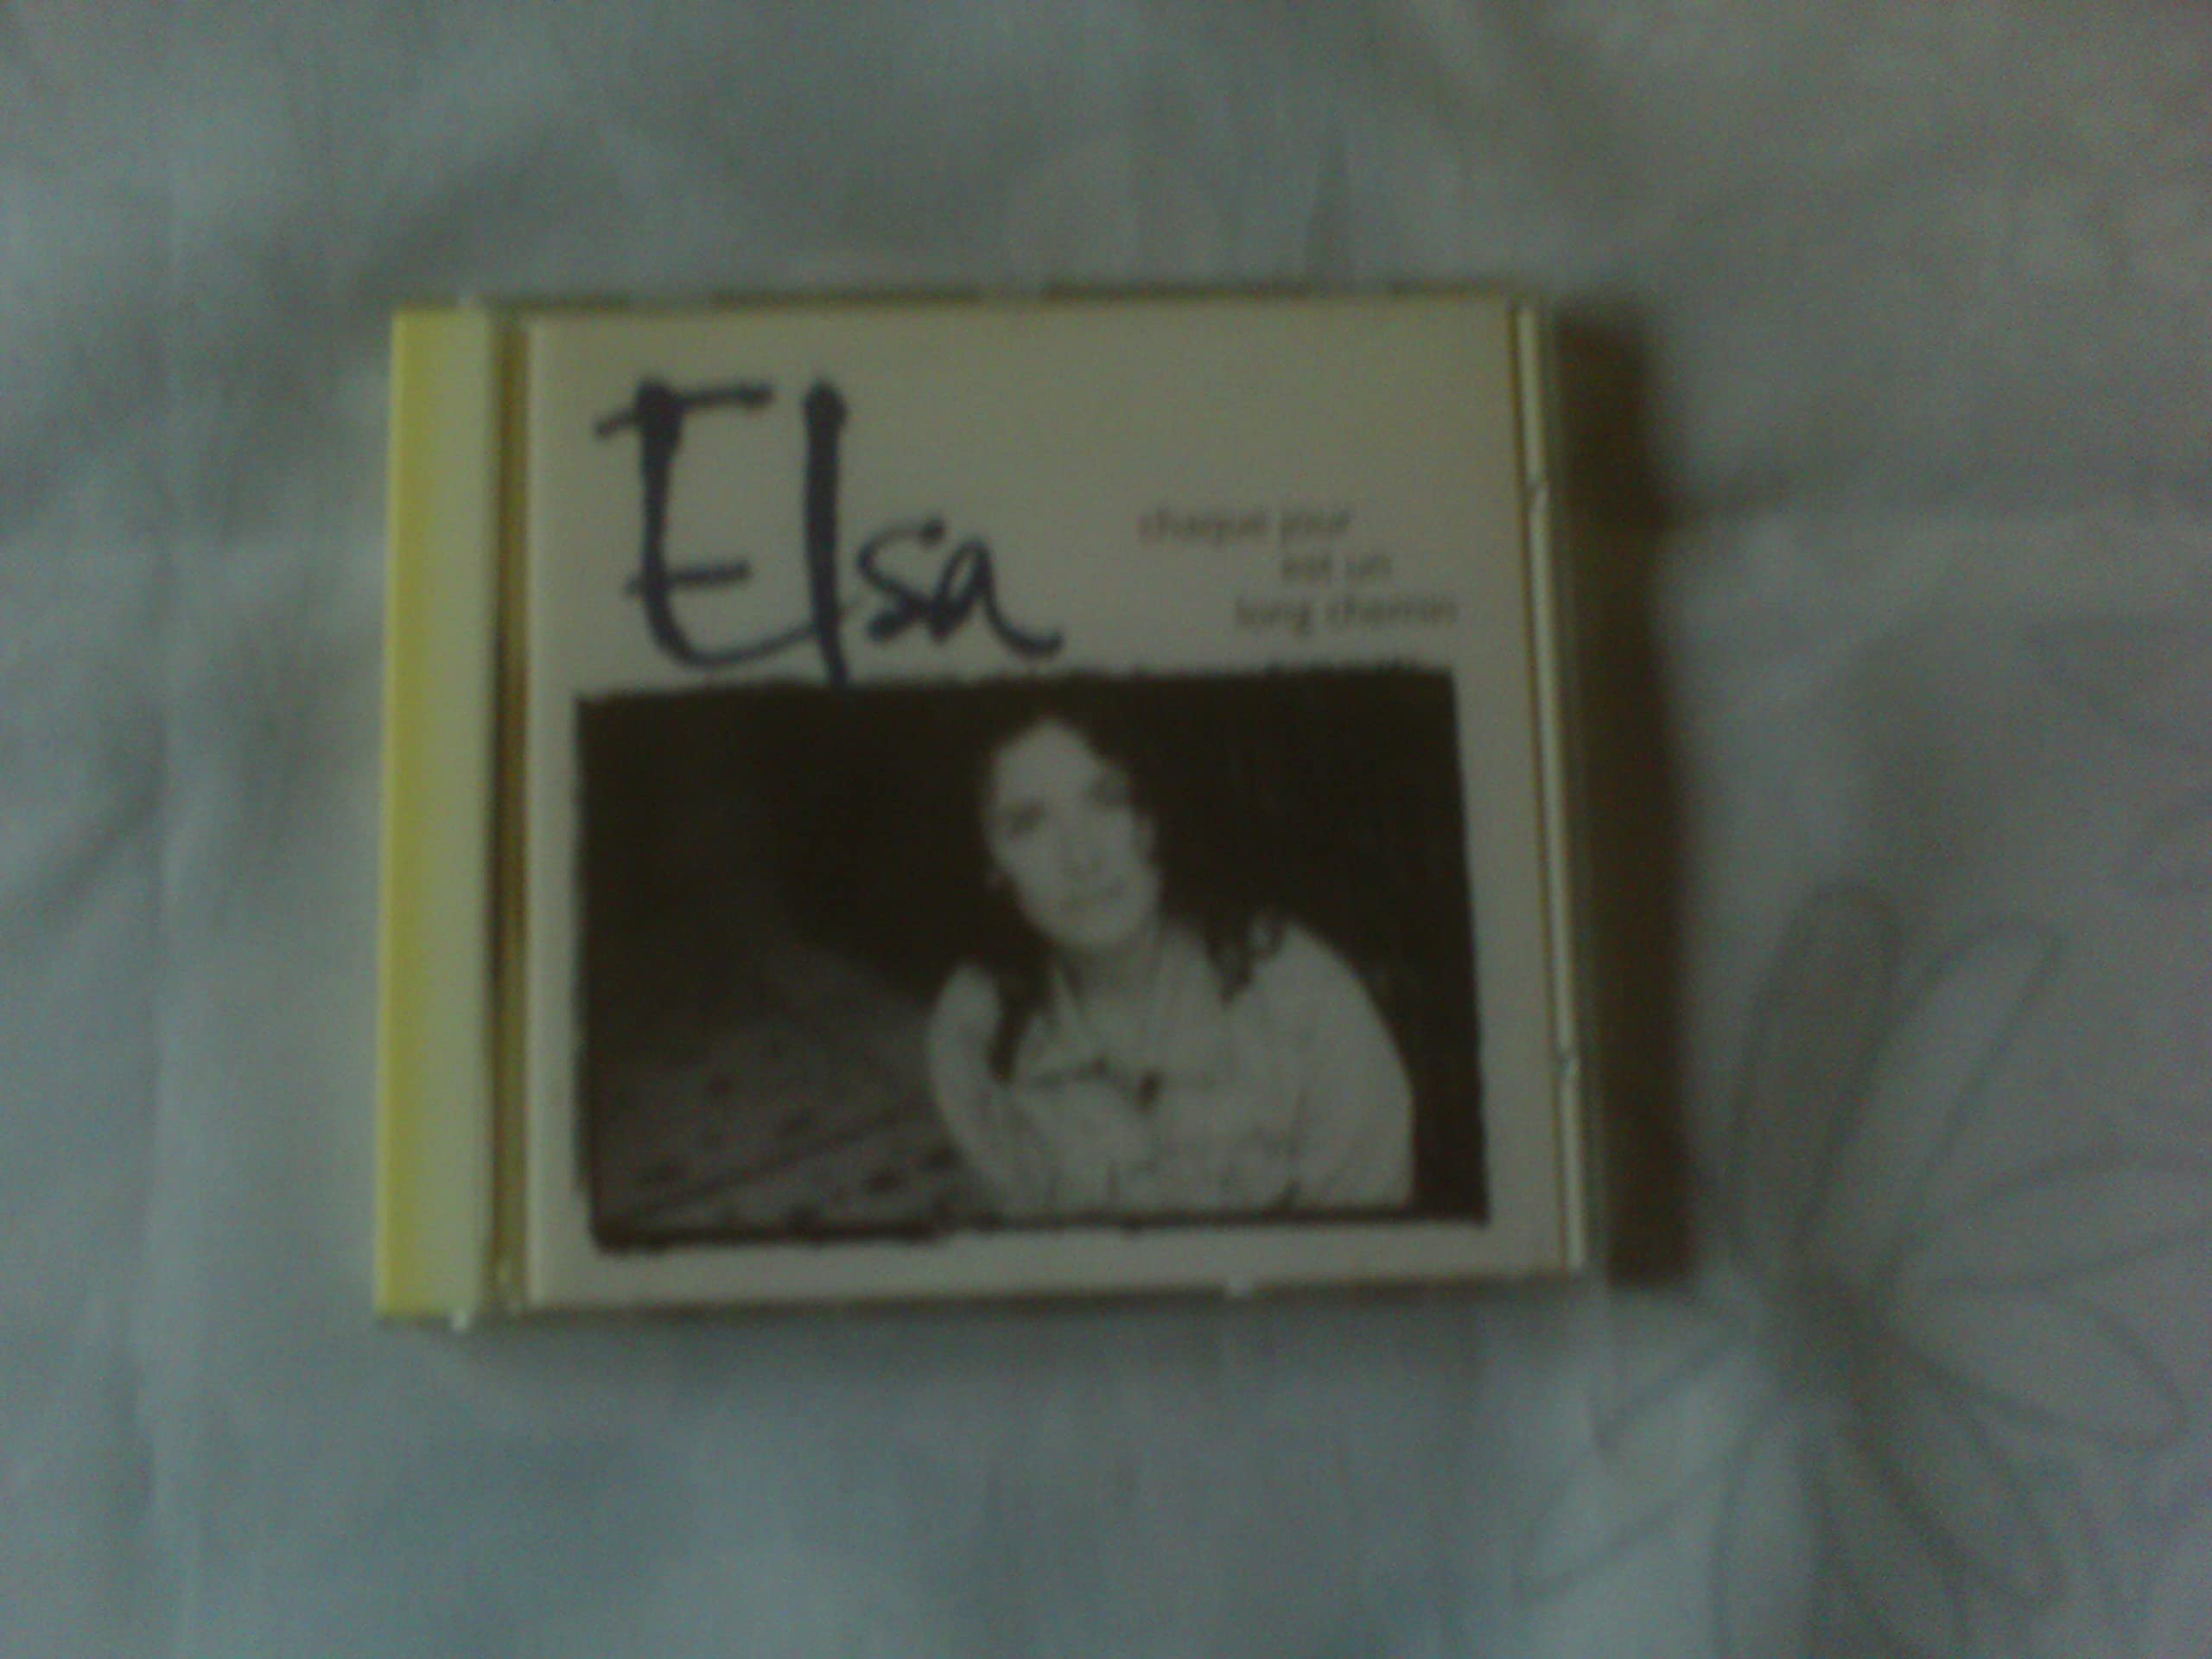 Elsa
chaque jour
est un
long chemin